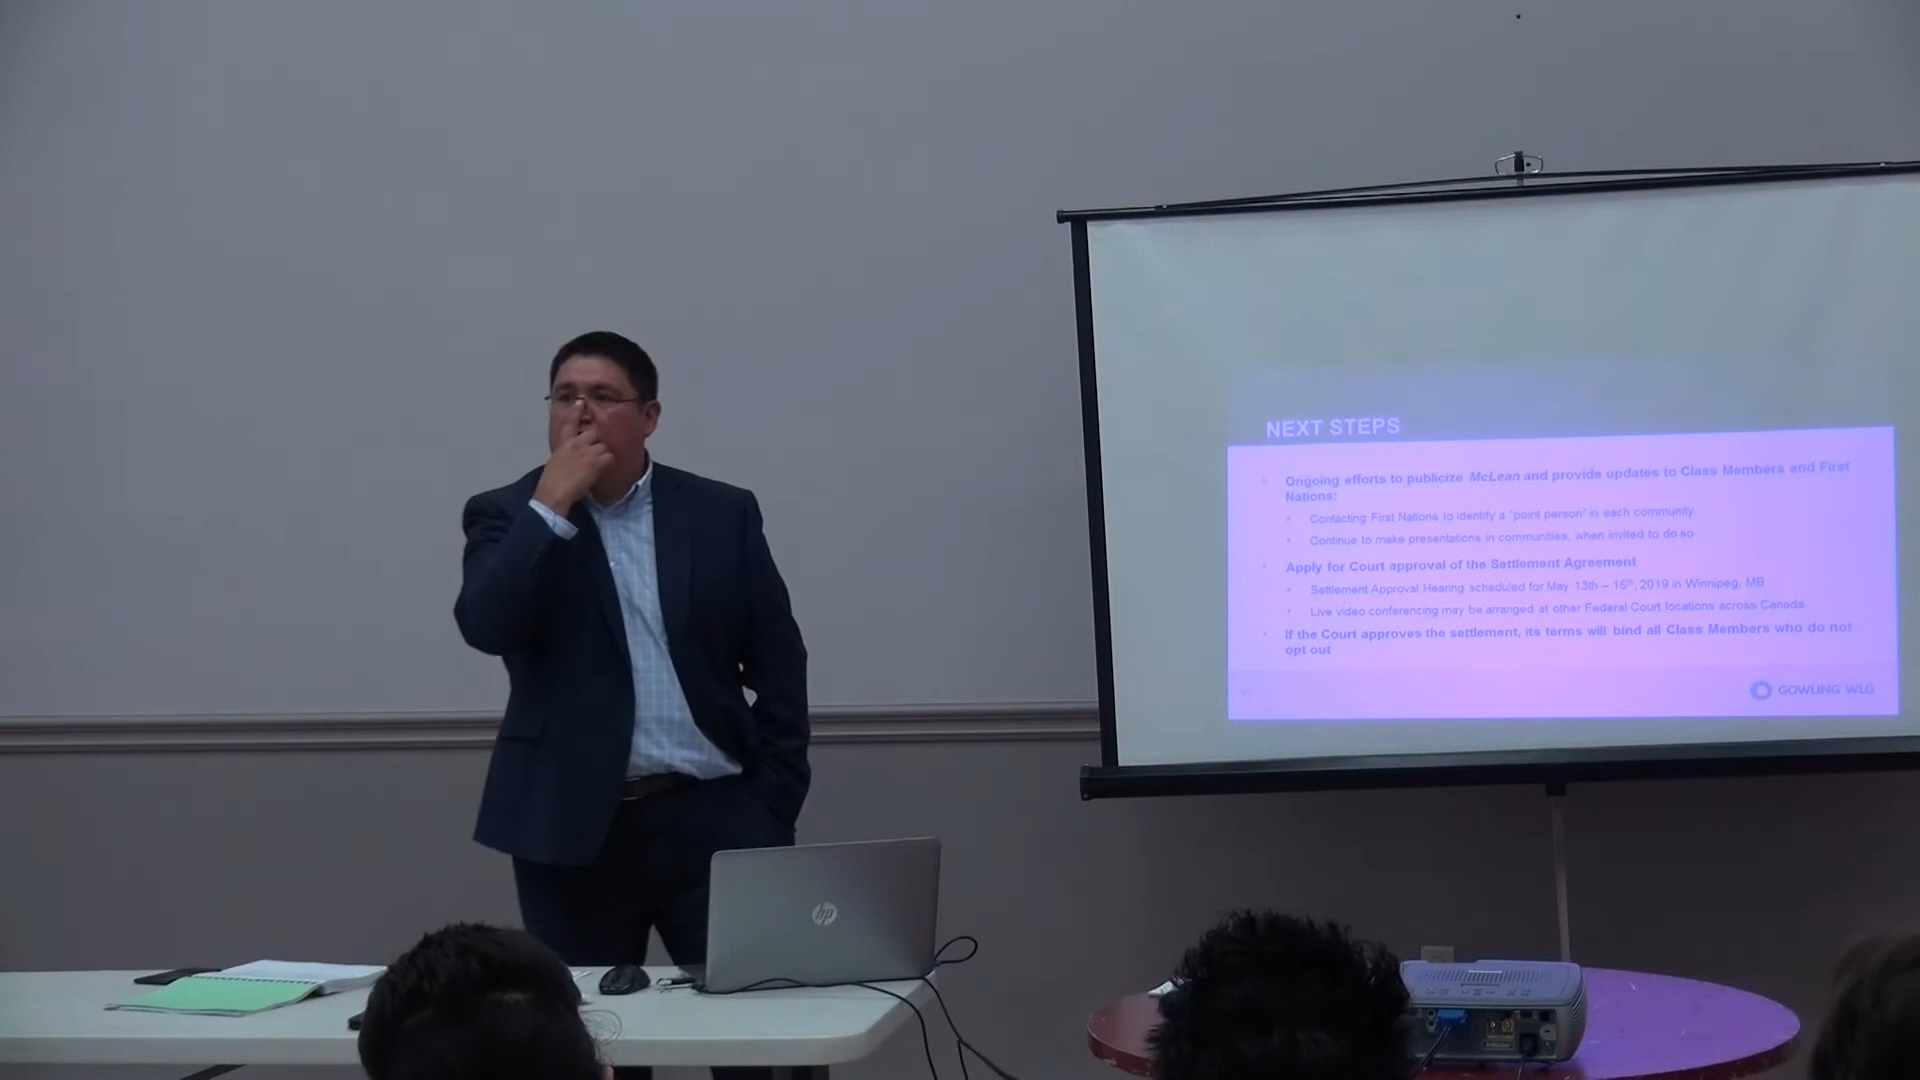 NEXT STEPS
Ongoing efforts to publicize McLean and provide updates to Class Members and First
Nations:
Contacting First Nations to identify a "point person" in each community
Continue to make presentations in communities, when invited to do so
Apply for Court approval of the Settlement Agreement
Settlement Approval Hearing scheduled for May 13th – 15th, 2019 in Winnipeg, MB
Live video conferencing may be arranged at other Federal Court locations across Canada
If the Court approves the settlement, its terms will bind all Class Members who do not
opt out
GOWLING WLG
hp